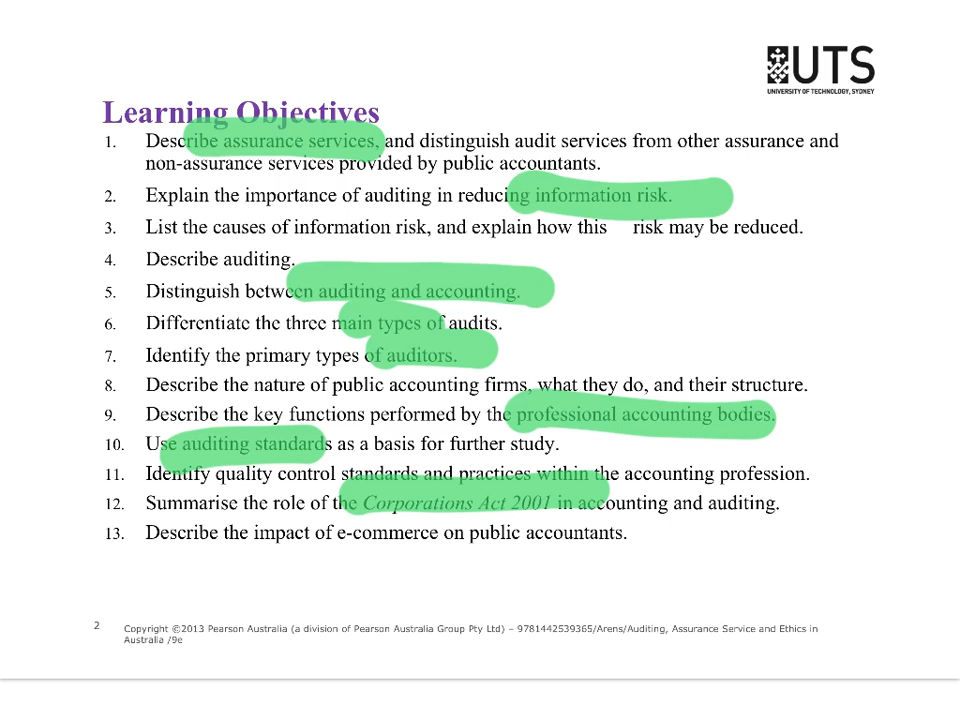 UTS
UNIVERSITY OF TECHNOLOGY, SYDNEY
Learning Objectives
1. Describe assurance services, and distinguish audit services from other assurance and
non-assurance services provided by public accountants.
2. Explain the importance of auditing in reducing information risk.
3. List the causes of information risk, and explain how this risk may be reduced.
4. Describe auditing.
5. Distinguish between auditing and accounting.
6. Differentiate the three main types of audits.
7. Identify the primary types of auditors.
8. Describe the nature of public accounting firms, what they do, and their structure.
9. Describe the key functions performed by the professional accounting bodies.
10. Use auditing standards as a basis for further study.
11. Identify quality control standards and practices within the accounting profession.
12. Summarise the role of the Corporations Act 2001 in accounting and auditing.
13. Describe the impact of e-commerce on public accountants.
2
Copyright ©2013 Pearson Australia (a division of Pearson Australia Group Pty Ltd) – 9781442539365/Arens/Auditing, Assurance Service and Ethics in
Australia /9e